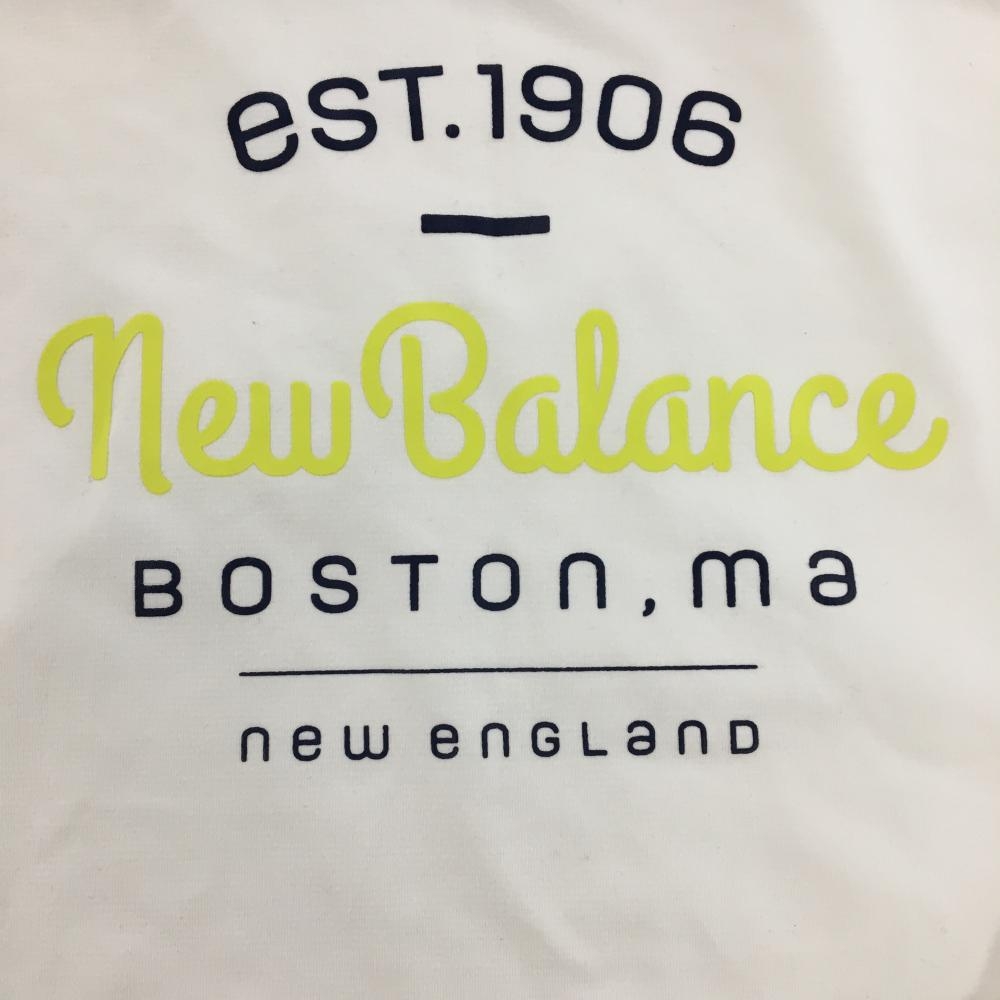 eST.1906
New Balance
BOSTON, ma
new enGLanD